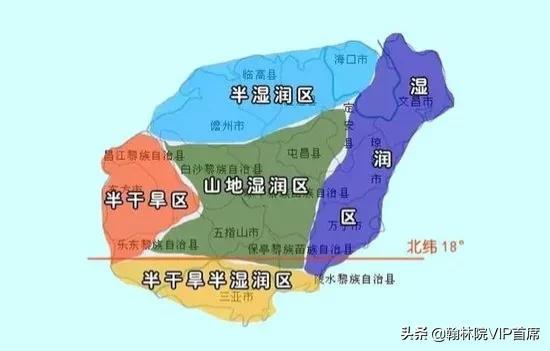 海口市
临高县
湿
半湿润区
文昌市
定安县
儋州市
琼海市
昌江黎族自治县
屯昌县
白沙黎族自治县
润
山地湿润区
半干旱区
东方市
万宁市
区
五指山市
乐东黎族自治县
保亭黎族苗族自治县
北纬18°
半干旱半湿润区
陵水黎族自治县
三亚市
头条 @翰林院VIP首席